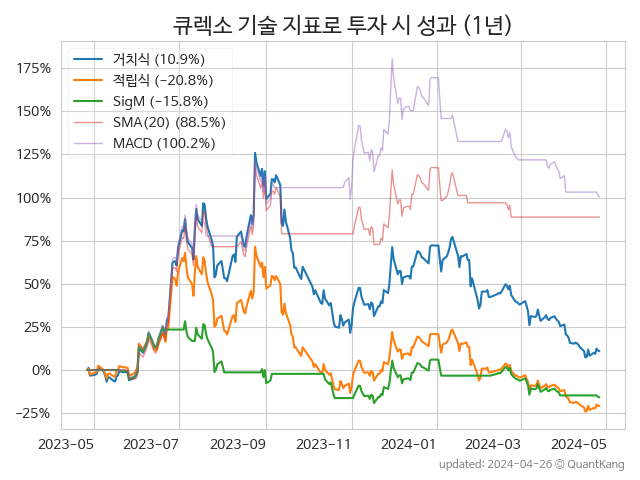 큐렉소 기술 지표로 투자 시 성과 (1년)
거치식 (10.9%)
적립식 (−20.8%)
SigM (−15.8%)
SMA(20) (88.5%)
MACD (100.2%)
175%
150%
125%
100%
75%
50%
25%
0%
−25%
2023-05 2023-07 2023-09 2023-11 2024-01 2024-03 2024-05
updated: 2024-04-26 © QuantKang